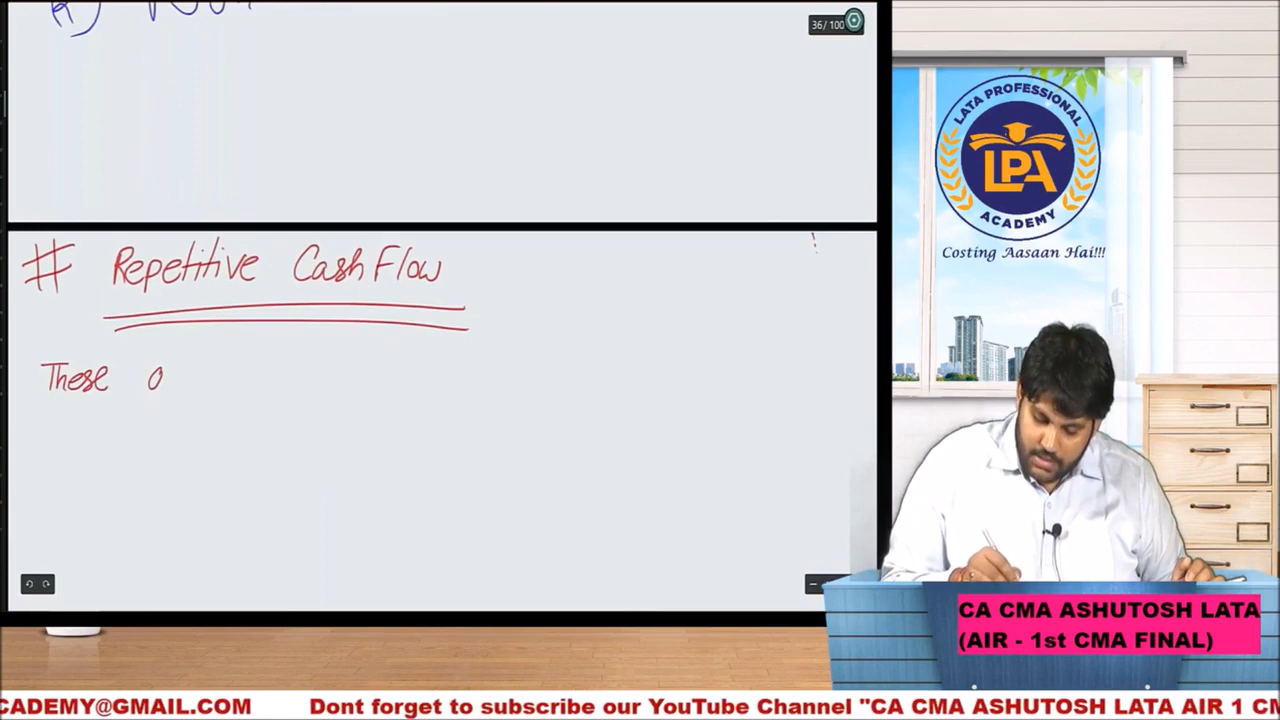 36/100
# Repetitive Cash Flow
These o
LATA PROFESSIONAL
LPA
ACADEMY
Costing Aasaan Hai!!!
CA CMA ASHUTOSH LATA
(AIR - 1st CMA FINAL)
CADEMY@GMAIL.COM Dont forget to subscribe our YouTube Channel "CA CMA ASHUTOSH LATA AIR 1 CM